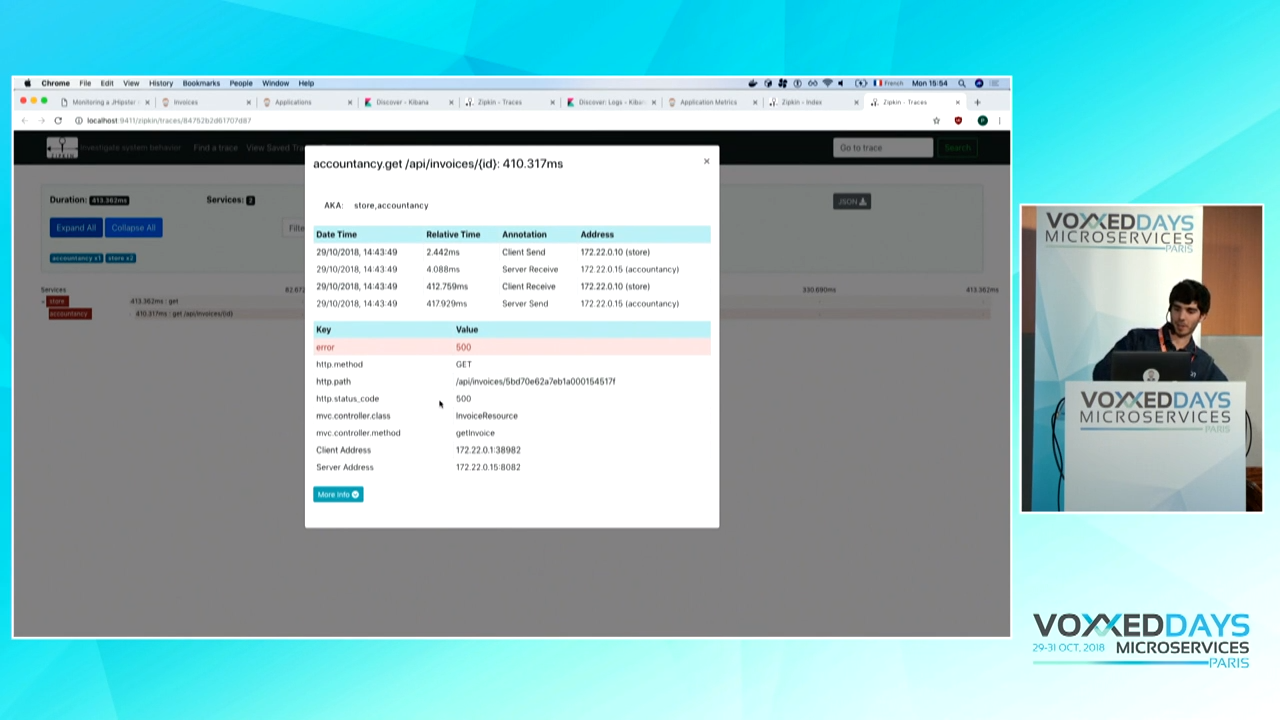 Chrome File Edit View History Bookmarks People Window Help French Mon 15:54
Monitoring a JHipster Invoices Applications Discover - Kibana Zipkin - Traces Discover: Logs - Kiban Application Metrics Zipkin - Index Zipkin - Traces
localhost:9411/zipkin/traces/84752b2d61707d87
ZIPKIN Investigate system behavior Find a trace View Saved Tra Go to trace Search
accountancy.get /api/invoices/{id}: 410.317ms ×
Duration: 413.362ms Services: 2 JSON
AKA: store,accountancy
Expand All Collapse All Filte
accountancy x1 store x2
Date Time Relative Time Annotation Address
29/10/2018, 14:43:49 2.442ms Client Send 172.22.0.10 (store)
29/10/2018, 14:43:49 4.088ms Server Receive 172.22.0.15 (accountancy)
29/10/2018, 14:43:49 412.759ms Client Receive 172.22.0.10 (store)
29/10/2018, 14:43:49 417.929ms Server Send 172.22.0.15 (accountancy)
Services 82.672 330.690ms 413.362ms
store 413.362ms : get
accountancy 410.317ms : get /api/invoices/{id}
Key Value
error 500
http.method GET
http.path /api/invoices/5bd70e62a7eb1a000154517f
http.status_code 500
mvc.controller.class InvoiceResource
mvc.controller.method getInvoice
Client Address 172.22.0.1:38982
Server Address 172.22.0.15:8082
More Info
VOXXEDDAYS
MICROSERVICES
PARIS
VOXXEDDAYS
MICROSERVICES
PARIS
VOXXEDDAYS
29-31 OCT, 2018 MICROSERVICES
PARIS